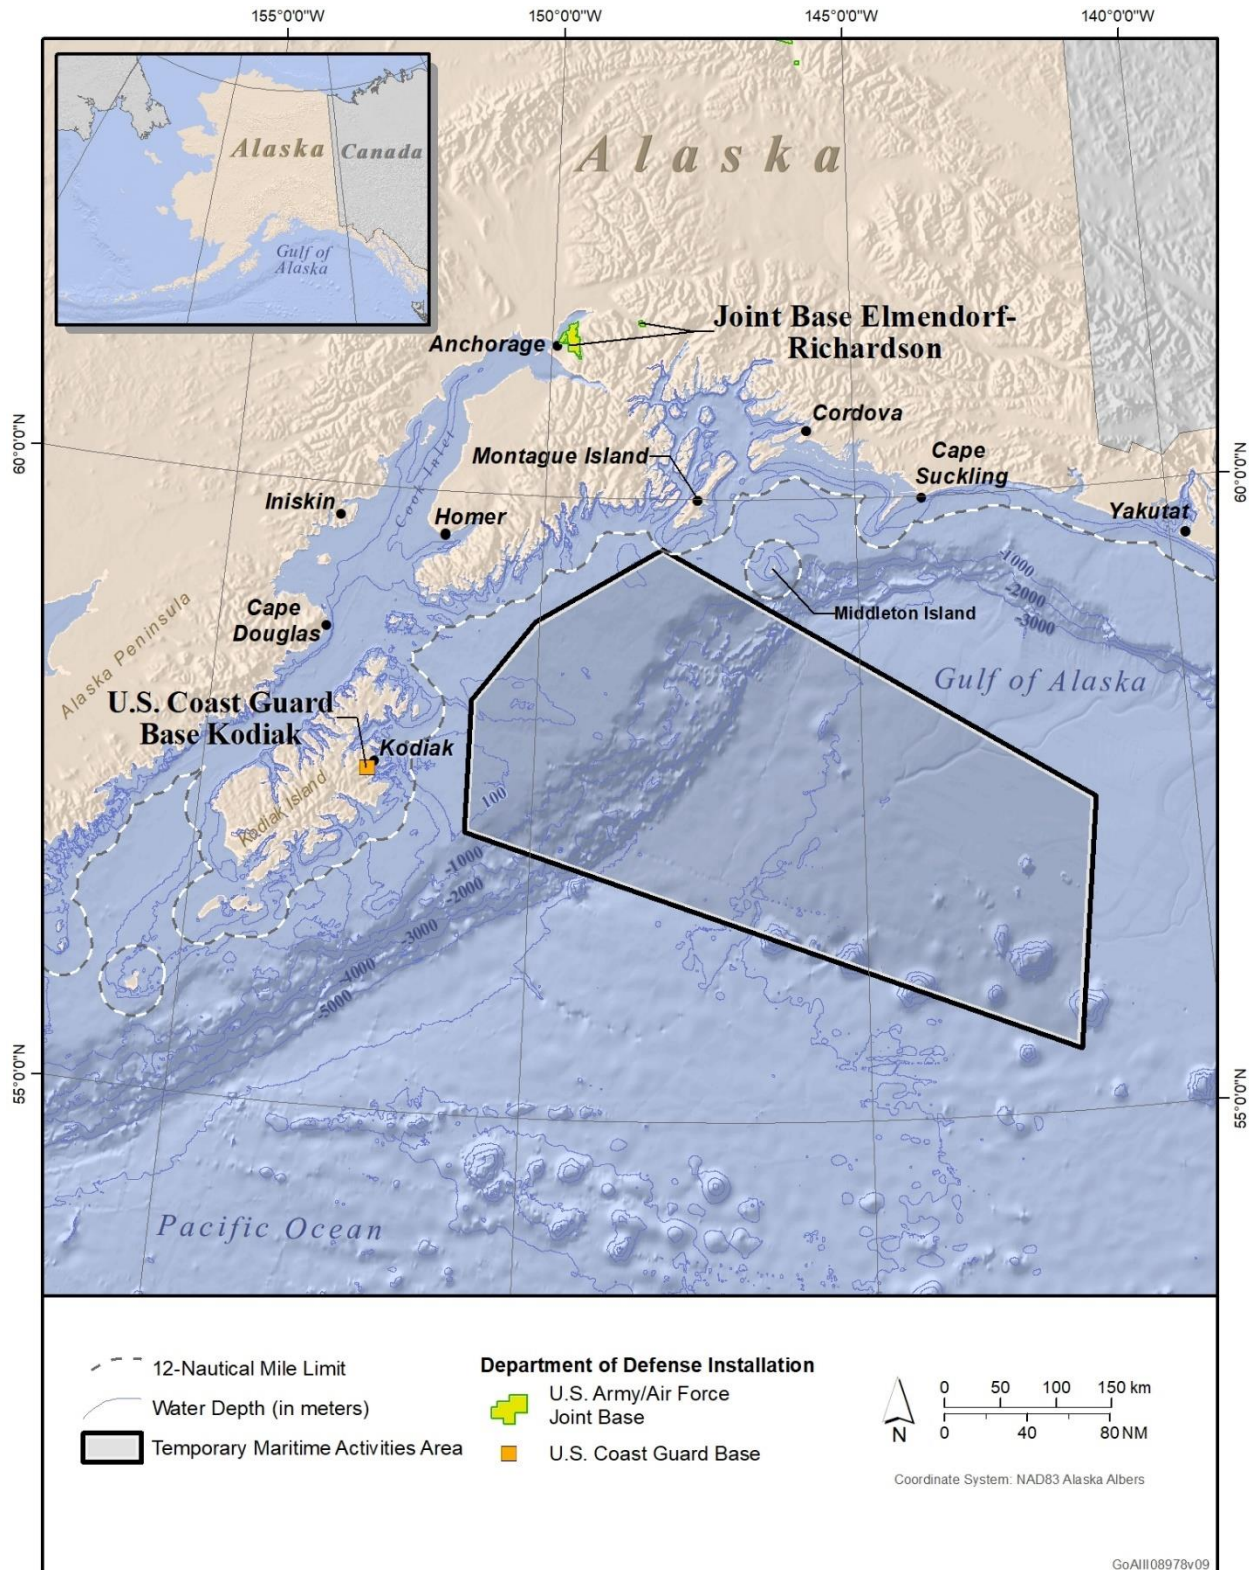 155°0'0"W
150°0'0"W
145°0'0"W
140°0'0"W
Alaska
Canada
Gulf of
Alaska
Alaska
Joint Base Elmendorf-
Richardson
Anchorage
60°0'0"N
60°0'0"N
Cordova
Montague Island
Cape
Suckling
Cook Inlet
Iniskin
Homer
Yakutat
-1000
-2000
-3000
Middleton Island
Cape
Douglas
Alaska Peninsula
Gulf of Alaska
U.S. Coast Guard
Base Kodiak
Kodiak
Kodiak Island
100
-1000
-2000
-3000
-4000
-5000
55°0'0"N
55°0'0"N
Pacific Ocean
12-Nautical Mile Limit
Water Depth (in meters)
Temporary Maritime Activities Area
Department of Defense Installation
U.S. Army/Air Force
Joint Base
U.S. Coast Guard Base
N
0 50 100 150 km
0 40 80 NM
Coordinate System: NAD83 Alaska Albers
GoAIII08978v09